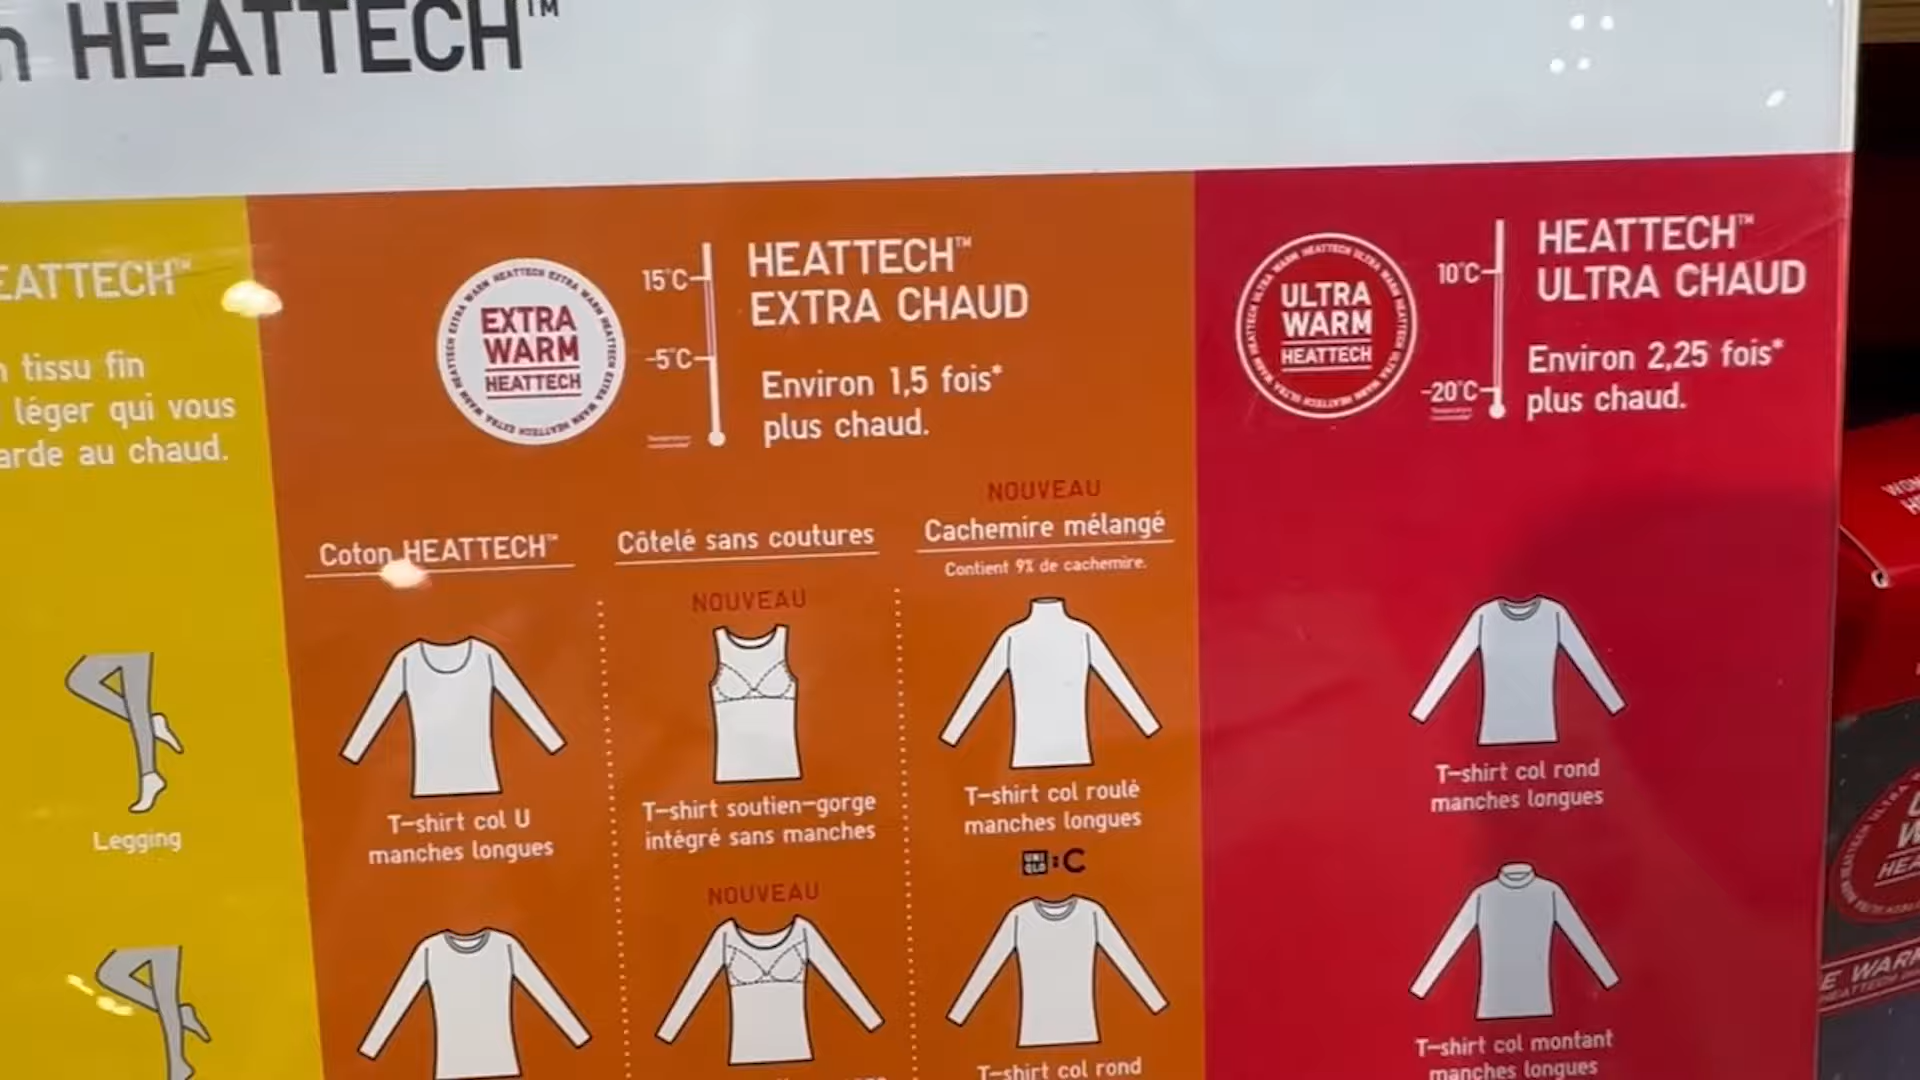 HEATTECH™
EATTECH™
tissu fin
léger qui vous
arde au chaud.
Legging
EXTRA
WARM
HEATTECH
15°C
-5°C
HEATTECH™
EXTRA CHAUD
Environ 1,5 fois*
plus chaud.
Coton HEATTECH™
T-shirt col U
manches longues
Côtelé sans coutures
NOUVEAU
T-shirt soutien-gorge
intégré sans manches
NOUVEAU
NOUVEAU
Cachemire mélangé
Contient 9% de cachemire.
T-shirt col roulé
manches longues
UNI
QLO : C
T-shirt col rond
ULTRA
WARM
HEATTECH
10°C
-20°C
HEATTECH™
ULTRA CHAUD
Environ 2,25 fois*
plus chaud.
T-shirt col rond
manches longues
T-shirt col montant
manches longues
E WARM
HEATTECH